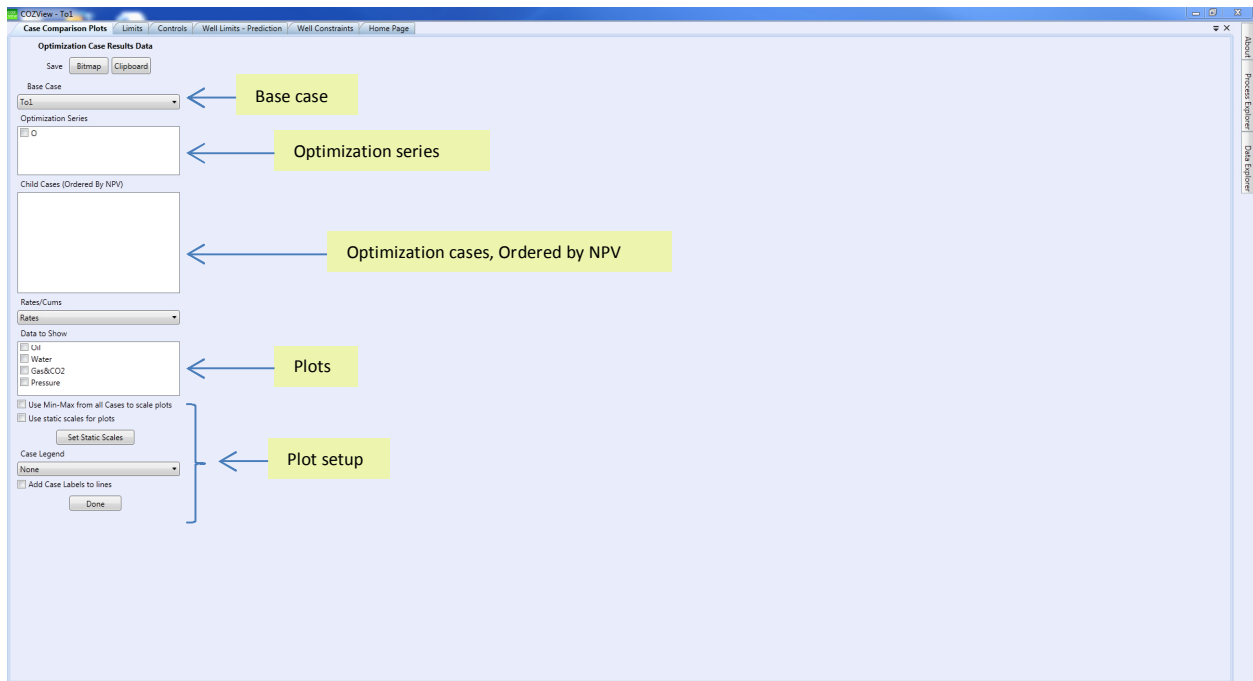 COZView - To1
Case Comparison Plots Limits Controls Well Limits - Prediction Well Constraints Home Page
Optimization Case Results Data
Save Bitmap Clipboard
Base Case
To1
Base case
Optimization Series
O
Optimization series
Child Cases (Ordered By NPV)
Optimization cases, Ordered by NPV
Rates/Cums
Rates
Data to Show
Oil
Water
Gas&CO2
Pressure
Plots
Use Min-Max from all Cases to scale plots
Use static scales for plots
Set Static Scales
Case Legend
None
Add Case Labels to lines
Done
Plot setup
About
Process Explorer
Data Explorer